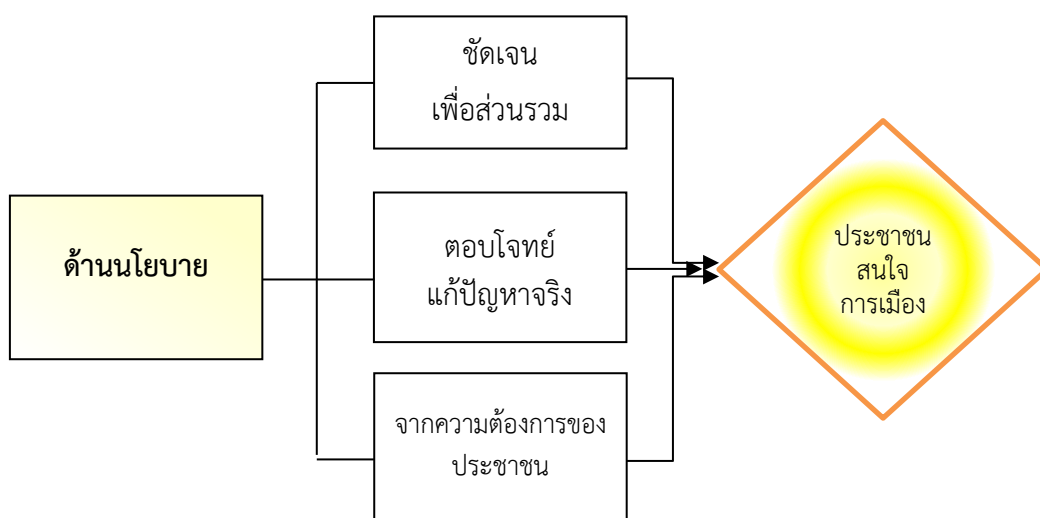 ด้านนโยบาย
ชัดเจน
เพื่อส่วนรวม
ตอบโจทย์
แก้ปัญหาจริง
จากความต้องการของ
ประชาชน
ประชาชน
สนใจ
การเมือง